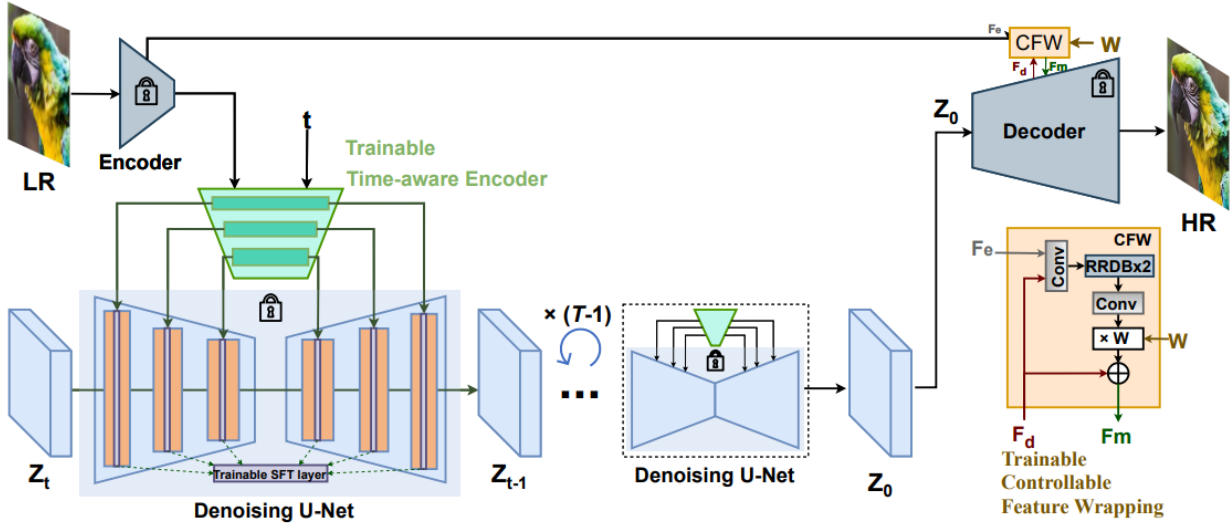 LR
Encoder
t
Trainable
Time-aware Encoder
Fe
CFW
W
Fd
Fm
Z0
Decoder
HR
Zt
Trainable SFT layer
Denoising U-Net
Zt-1
× (T-1)
...
Denoising U-Net
Z0
CFW
Fe
Conv
RRDBx2
Conv
× W
W
Fd
Fm
Trainable
Controllable
Feature Wrapping